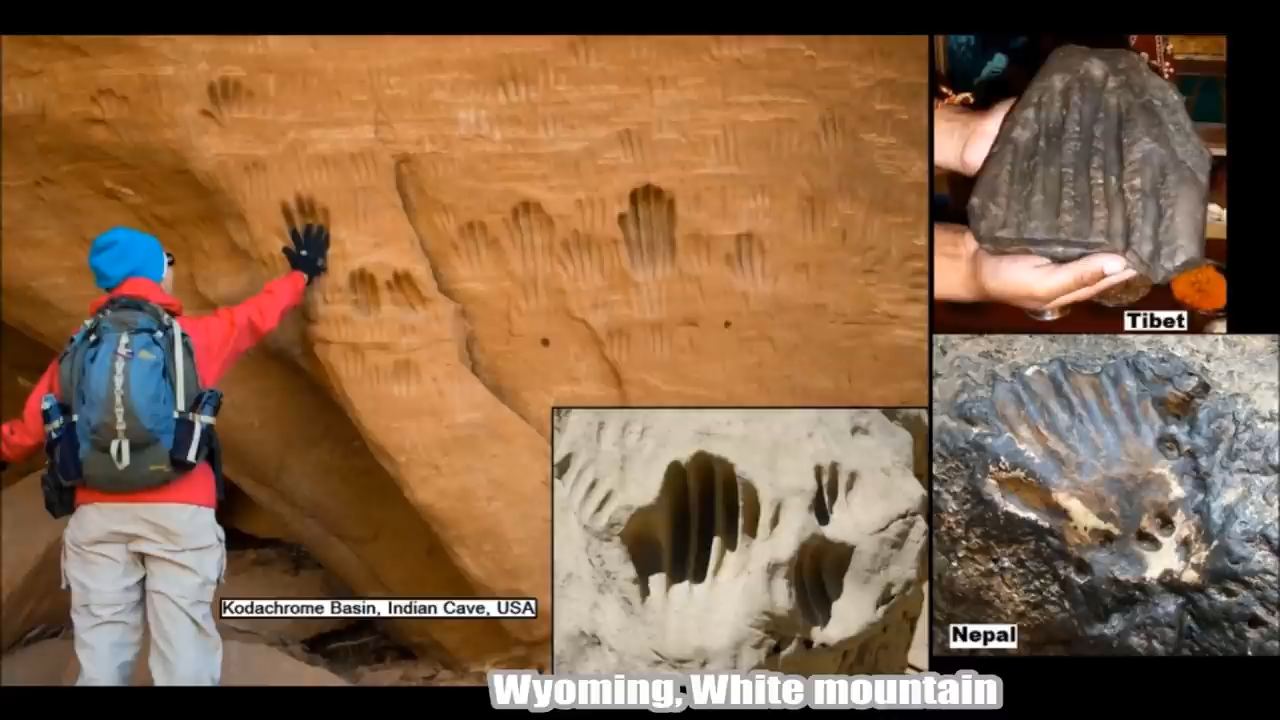 Tibet
Kodachrome Basin, Indian Cave, USA
Nepal
Wyoming, White mountain